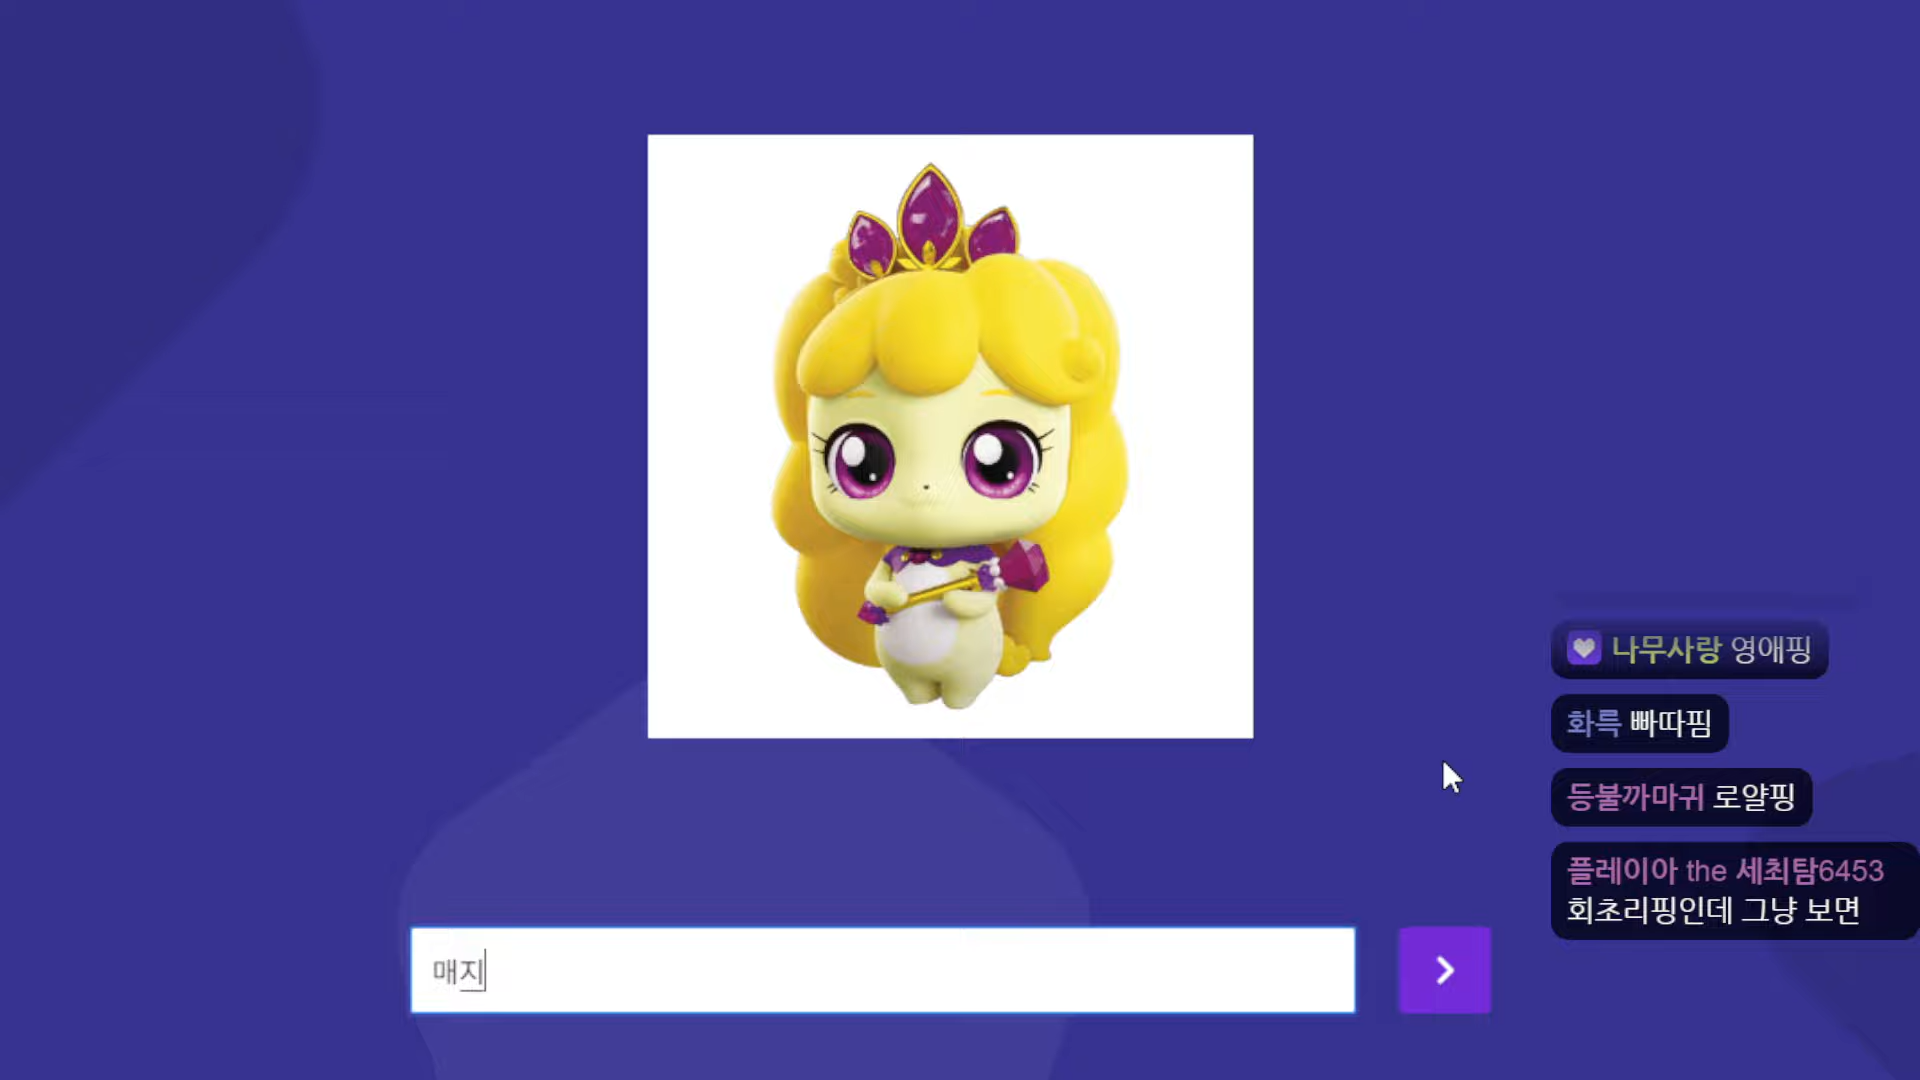 나무사랑 영애핑
화륵 빠따핌
등불까마귀 로얄핑
플레이아 the 세최탐6453
회초리핑인데 그냥 보면
매지